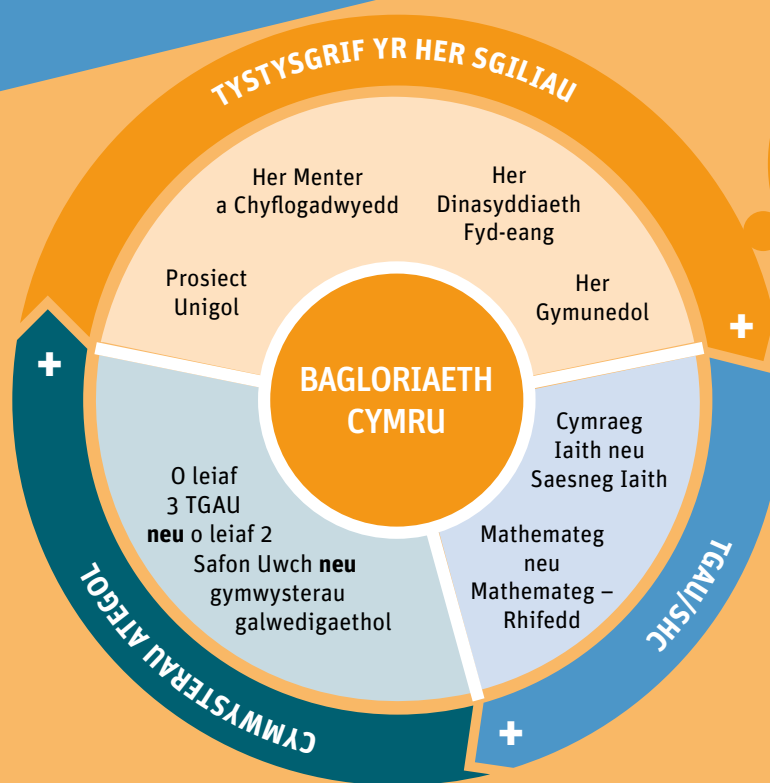 TYSTYSGRIF YR HER SGILIAU
Her Menter
a Chyflogadwyedd
Her
Dinasyddiaeth
Fyd-eang
Prosiect
Unigol
Her
Gymunedol
+
+
BAGLORIAETH
CYMRU
Cymraeg
Iaith neu
Saesneg Iaith
Mathemateg
neu
Mathemateg –
Rhifedd
TGAU/SHC
O leiaf
3 TGAU
neu o leiaf 2
Safon Uwch neu
gymwysterau
galwedigaethol
CYMWYSTERAU ATEGOL
+